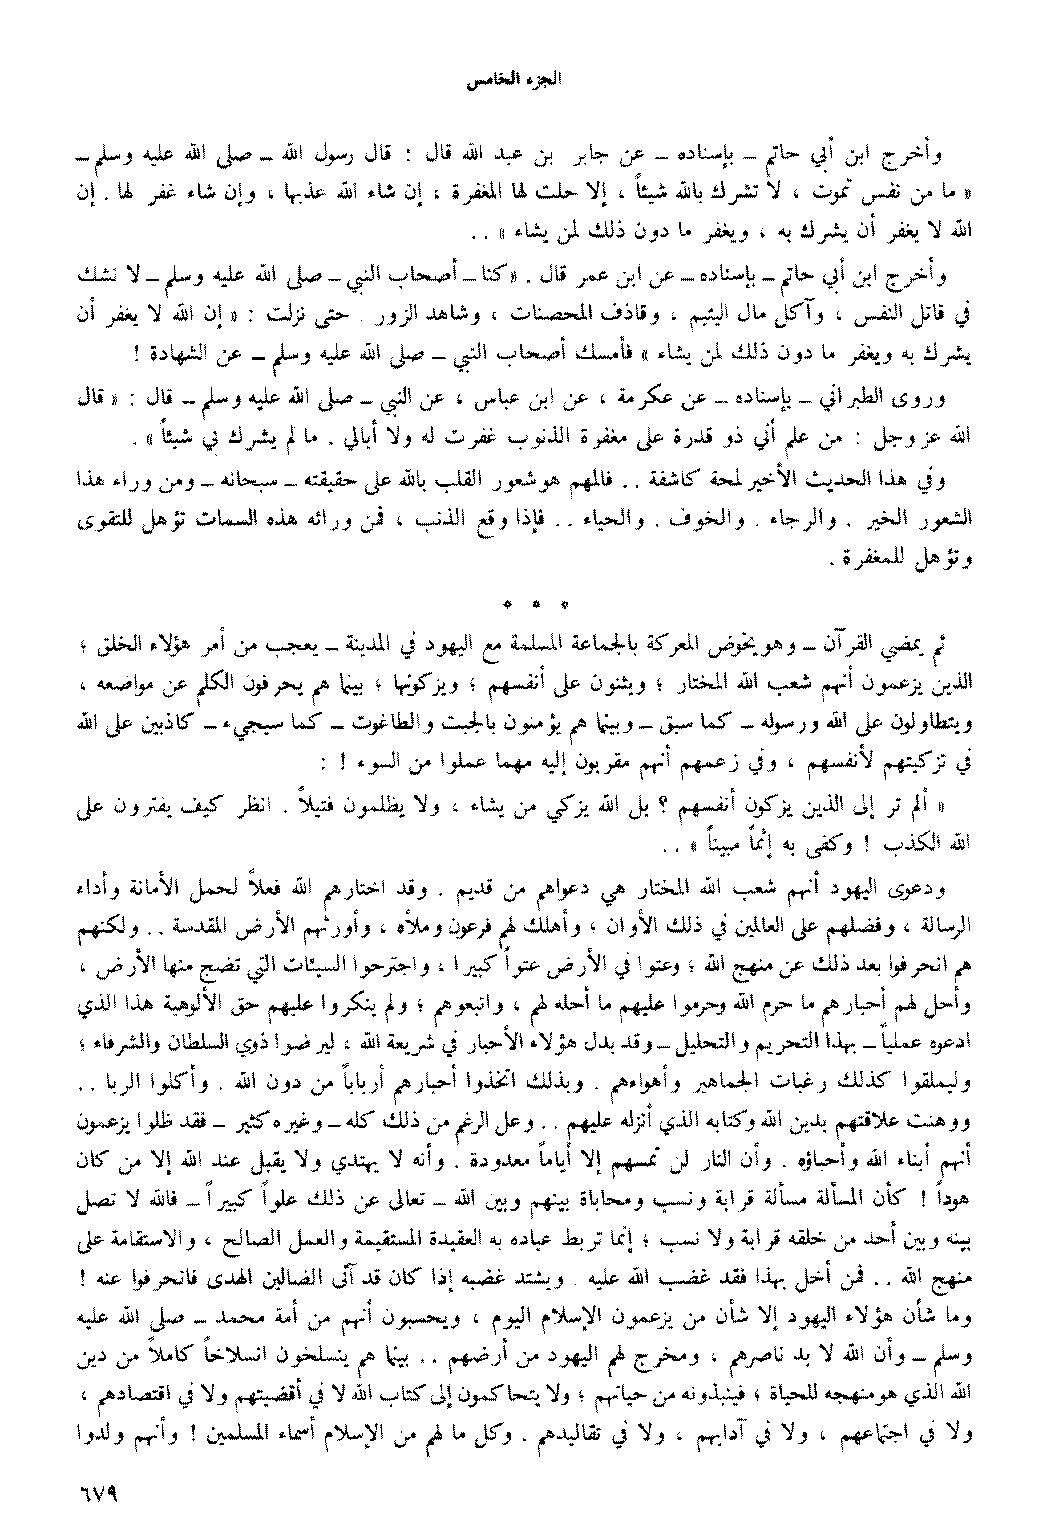 الجزء الخامس
وأخرج ابن أبي حاتم – بإسناده – عن جابر بن عبد الله قال : قال رسول الله – صلى الله عليه وسلم –
« ما من نفس تموت ، لا تشرك بالله شيئاً ، إلا حلت لها المغفرة ، إن شاء الله عذبها ، وإن شاء غفر لها . إن
الله لا يغفر أن يشرك به ، ويغفر ما دون ذلك لمن يشاء » . .
وأخرج ابن أبي حاتم – بإسناده – عن ابن عمر قال . «كنا – أصحاب النبي – صلى الله عليه وسلم – لا نشك
في قاتل النفس ، وآكل مال اليتيم ، وقاذف المحصنات ، وشاهد الزور . حتى نزلت : « إن الله لا يغفر أن
يشرك به ويغفر ما دون ذلك لمن يشاء » فأمسك أصحاب النبي – صلى الله عليه وسلم – عن الشهادة !
وروى الطبراني – بإسناده – عن عكرمة ، عن ابن عباس ، عن النبي – صلى الله عليه وسلم – قال : « قال
الله عز وجل : من علم أني ذو قدرة على مغفرة الذنوب غفرت له ولا أبالي . ما لم يشرك بي شيئاً » .
وفي هذا الحديث الأخير لمحة كاشفة . . فالمهم هو شعور القلب بالله على حقيقته – سبحانه – ومن وراء هذا
الشعور الخير . والرجاء . والخوف . والحياء . . فإذا وقع الذنب ، فمن ورائه هذه السمات تؤهل للتقوى
وتؤهل للمغفرة .
* * *
ثم يمضي القرآن – وهو يخوض المعركة بالجماعة المسلمة مع اليهود في المدينة – يعجب من أمر هؤلاء الخلق ؛
الذين يزعمون أنهم شعب الله المختار ؛ ويثنون على أنفسهم ؛ ويزكونها ؛ بينما هم يحرفون الكلم عن مواضعه ،
ويتطاولون على الله ورسوله – كما سبق – وبينما هم يؤمنون بالجبت والطاغوت – كما سيجيء – كاذبين على الله
في تزكيتهم لأنفسهم ، وفي زعمهم أنهم مقربون إليه مهما عملوا من السوء ! :
« ألم تر إلى الذين يزكون أنفسهم ؟ بل الله يزكي من يشاء ، ولا يظلمون فتيلاً . انظر كيف يفترون على
الله الكذب ! وكفى به إثماً مبيناً » . .
ودعوى اليهود أنهم شعب الله المختار هي دعواهم من قديم . وقد اختارهم الله فعلاً لحمل الأمانة وأداء
الرسالة ، وفضلهم على العالمين في ذلك الأوان ؛ وأهلك لهم فرعون وملأه ، وأورثهم الأرض المقدسة . . ولكنهم
هم انحرفوا بعد ذلك عن منهج الله ؛ وعتوا في الأرض عتواً كبيرا ، واجترحوا السيئات التي تضج منها الأرض ،
وأحل لهم أحبارهم ما حرم الله وحرموا عليهم ما أحله لهم ، واتبعوهم ؛ ولم ينكروا عليهم حق الألوهية هذا الذي
ادعوه عملياً – بهذا التحريم والتحليل – وقد بدل هؤلاء الأحبار في شريعة الله ، ليرضوا ذوي السلطان والشرفاء ؛
وليملقوا كذلك رغبات الجماهير وأهواءهم . وبذلك اتخذوا أحبارهم أرباباً من دون الله . وأكلوا الربا . .
ووهنت علاقتهم بدين الله وكتابه الذي أنزله عليهم . . وعلى الرغم من ذلك كله – وغيره كثير – فقد ظلوا يزعمون
أنهم أبناء الله وأحباؤه . وأن النار لن تمسهم إلا أياماً معدودة . وأنه لا يهتدي ولا يقبل عند الله إلا من كان
هوداً ! كأن المسألة مسألة قرابة ونسب ومحاباة بينهم وبين الله – تعالى عن ذلك علواً كبيراً – فالله لا تصل
بينه وبين أحد من خلقه قرابة ولا نسب ؛ إنما تربط عباده به العقيدة المستقيمة والعمل الصالح ، والاستقامة على
منهج الله . . فمن أخل بهذا فقد غضب الله عليه . ويشتد غضبه إذا كان قد آتى الضالين الهدى فانحرفوا عنه !
وما شأن هؤلاء اليهود إلا شأن من يزعمون الإسلام اليوم ، ويحسبون أنهم من أمة محمد – صلى الله عليه
وسلم – وأن الله لا بد ناصرهم ، ومخرج لهم اليهود من أرضهم . . بينما هم ينسلخون انسلاخاً كاملاً من دين
الله الذي هو منهجه للحياة ؛ فينبذونه من حياتهم ؛ ولا يتحاكمون إلى كتاب الله لا في أقضيتهم ولا في اقتصادهم ،
ولا في اجتماعهم ، ولا في آدابهم ، ولا في تقاليدهم . وكل ما لهم من الإسلام أسماء المسلمين ! وأنهم ولدوا
٦٧٩